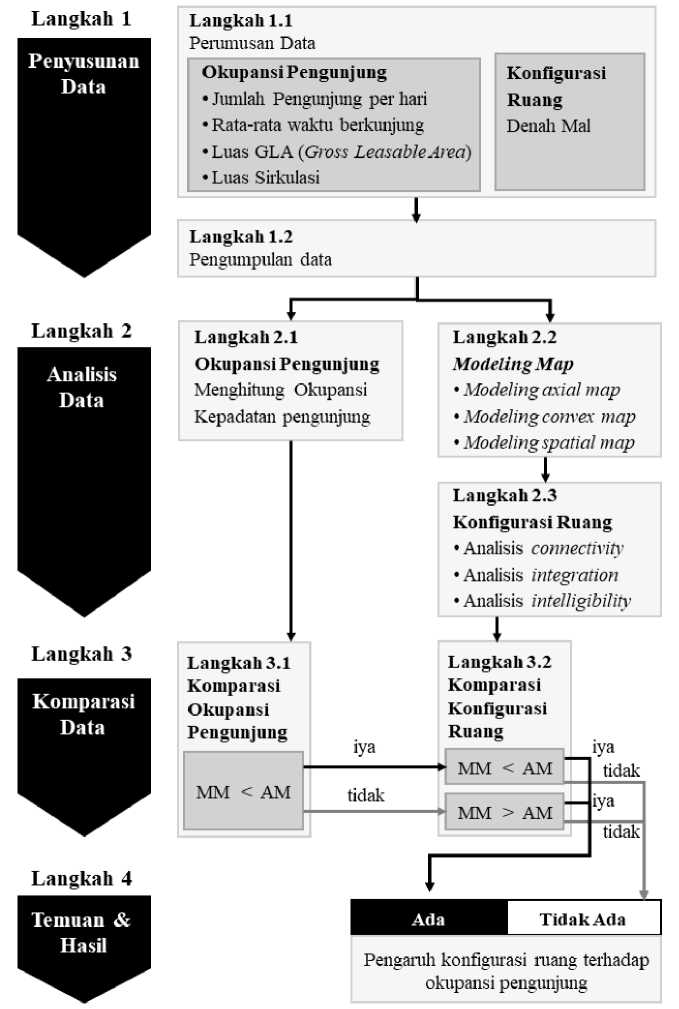 Langkah 1
Penyusunan
Data
Langkah 1.1
Perumusan Data
Okupansi Pengunjung
• Jumlah Pengunjung per hari
• Rata-rata waktu berkunjung
• Luas GLA (Gross Leasable Area)
• Luas Sirkulasi
Konfigurasi
Ruang
Denah Mal
Langkah 1.2
Pengumpulan data
Langkah 2
Analisis
Data
Langkah 2.1
Okupansi Pengunjung
Menghitung Okupansi
Kepadatan pengunjung
Langkah 2.2
Modeling Map
• Modeling axial map
• Modeling convex map
• Modeling spatial map
Langkah 2.3
Konfigurasi Ruang
• Analisis connectivity
• Analisis integration
• Analisis intelligibility
Langkah 3
Komparasi
Data
Langkah 3.1
Komparasi
Okupansi
Pengunjung
MM < AM
iya
tidak
Langkah 3.2
Komparasi
Konfigurasi
Ruang
MM < AM
MM > AM
iya
tidak
iya
tidak
Langkah 4
Temuan &
Hasil
Ada
Tidak Ada
Pengaruh konfigurasi ruang terhadap
okupansi pengunjung